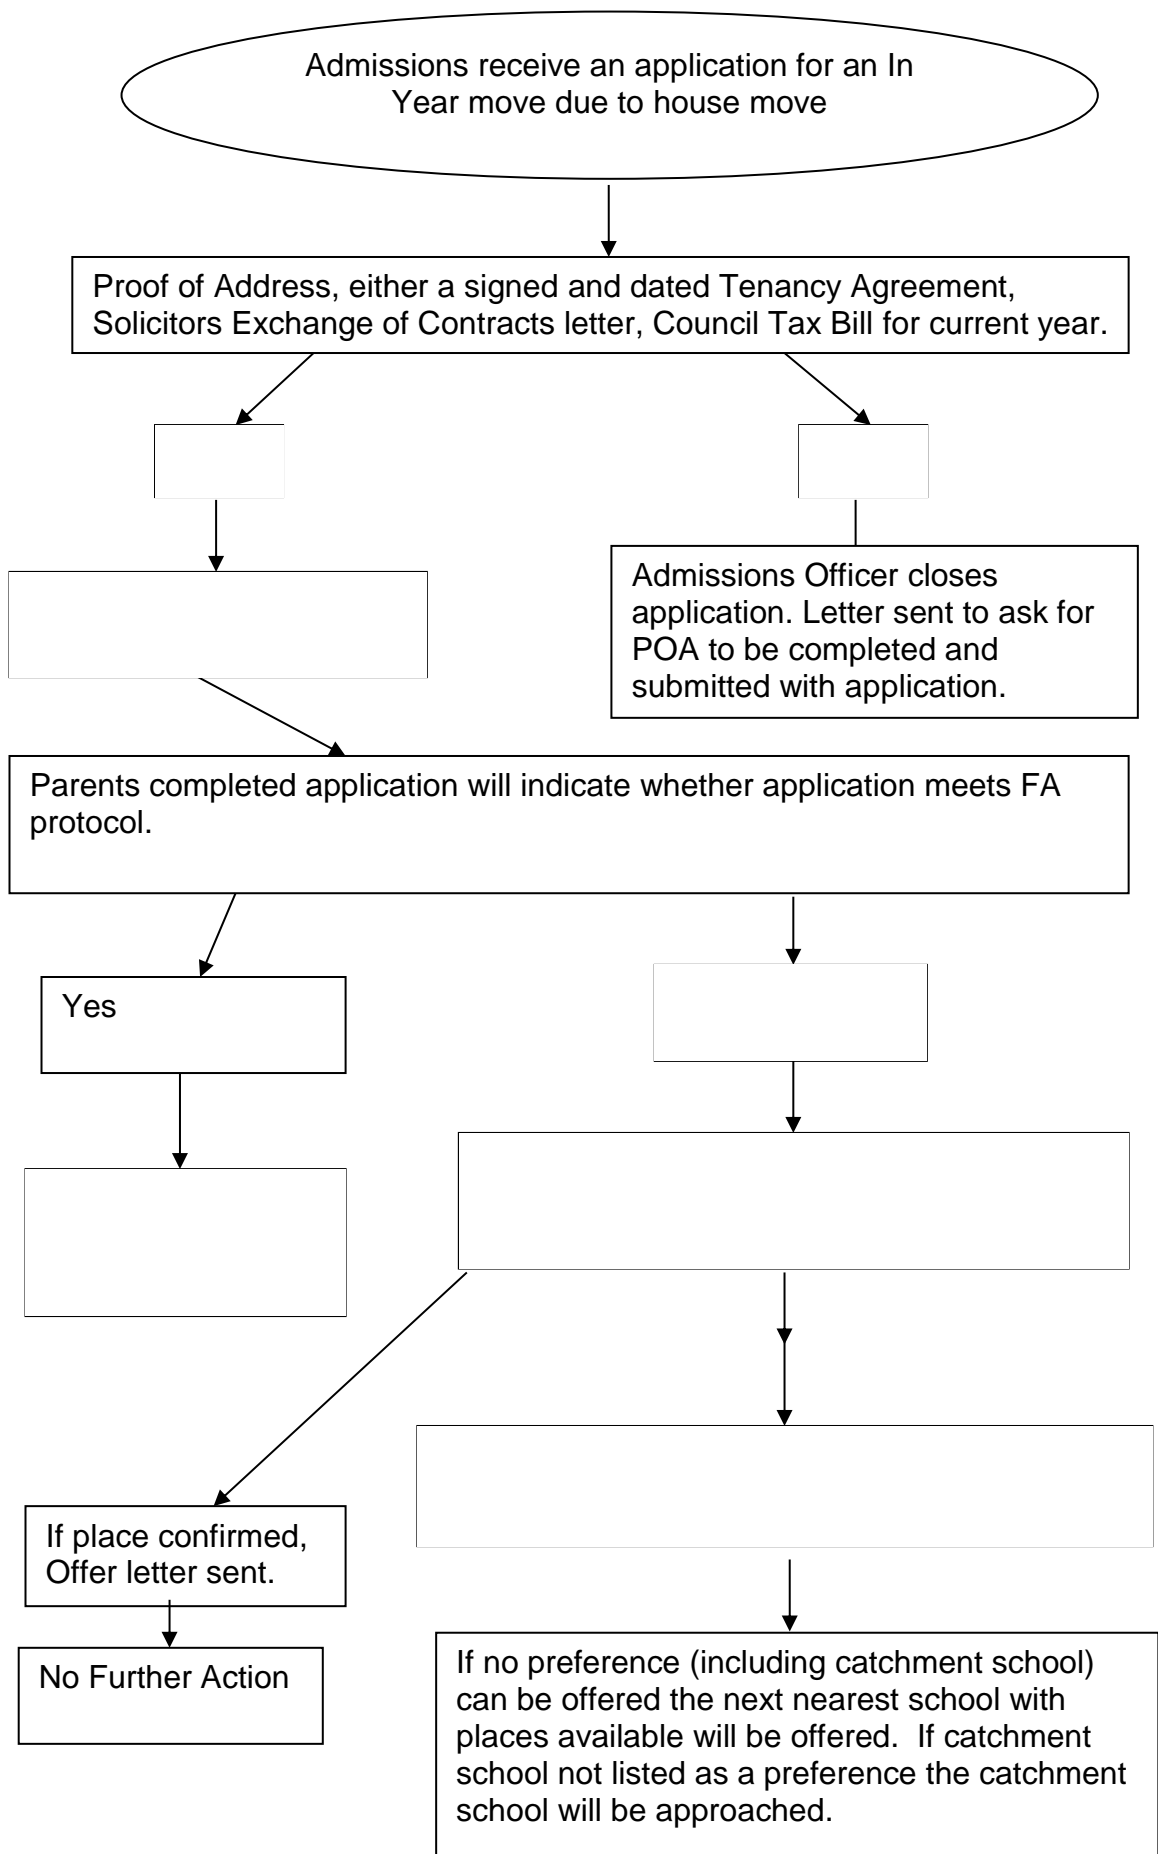 Admissions receive an application for an In
Year move due to house move
Proof of Address, either a signed and dated Tenancy Agreement,
Solicitors Exchange of Contracts letter, Council Tax Bill for current year.
Admissions Officer closes
application. Letter sent to ask for
POA to be completed and
submitted with application.
Parents completed application will indicate whether application meets FA
protocol.
Yes
If place confirmed,
Offer letter sent.
No Further Action
If no preference (including catchment school)
can be offered the next nearest school with
places available will be offered.  If catchment
school not listed as a preference the catchment
school will be approached.